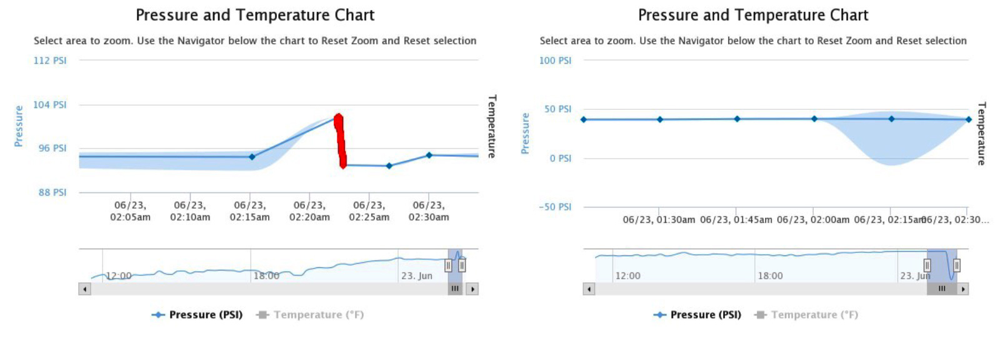 Pressure and Temperature Chart
Select area to zoom. Use the Navigator below the chart to Reset Zoom and Reset selection
112 PSI
104 PSI
96 PSI
88 PSI
Pressure
Temperature
06/23, 02:05am
06/23, 02:10am
06/23, 02:15am
06/23, 02:20am
06/23, 02:25am
06/23, 02:30am
12:00
18:00
23. Jun
Pressure (PSI)
Temperature (°F)
Pressure and Temperature Chart
Select area to zoom. Use the Navigator below the chart to Reset Zoom and Reset selection
100 PSI
50 PSI
0 PSI
-50 PSI
Pressure
Temperature
06/23, 01:30am
06/23, 01:45am
06/23, 02:00am
06/23, 02:15am
06/23, 02:30...
12:00
18:00
23. Jun
Pressure (PSI)
Temperature (°F)